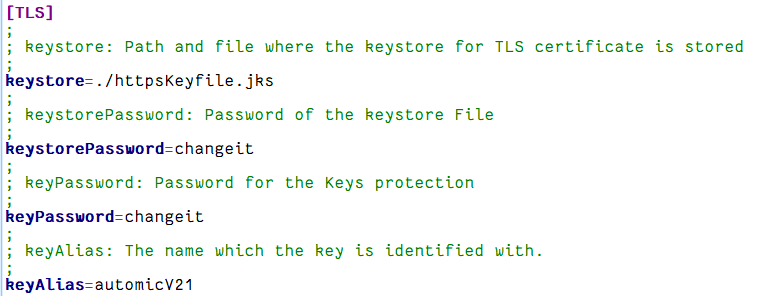 [TLS]
;
; keystore: Path and file where the keystore for TLS certificate is stored
;
keystore=./httpsKeyfile.jks
;
; keystorePassword: Password of the keystore File
;
keystorePassword=changeit
;
; keyPassword: Password for the Keys protection
;
keyPassword=changeit
;
; keyAlias: The name which the key is identified with.
;
keyAlias=automicV21